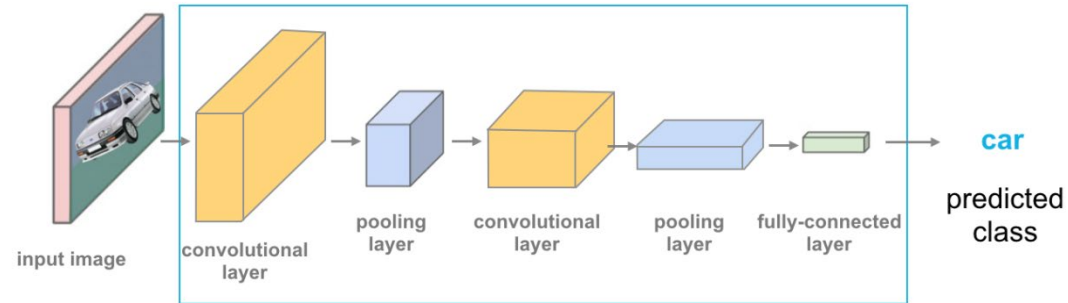 input image
convolutional
layer
pooling
layer
convolutional
layer
pooling
layer
fully-connected
layer
car
predicted
class